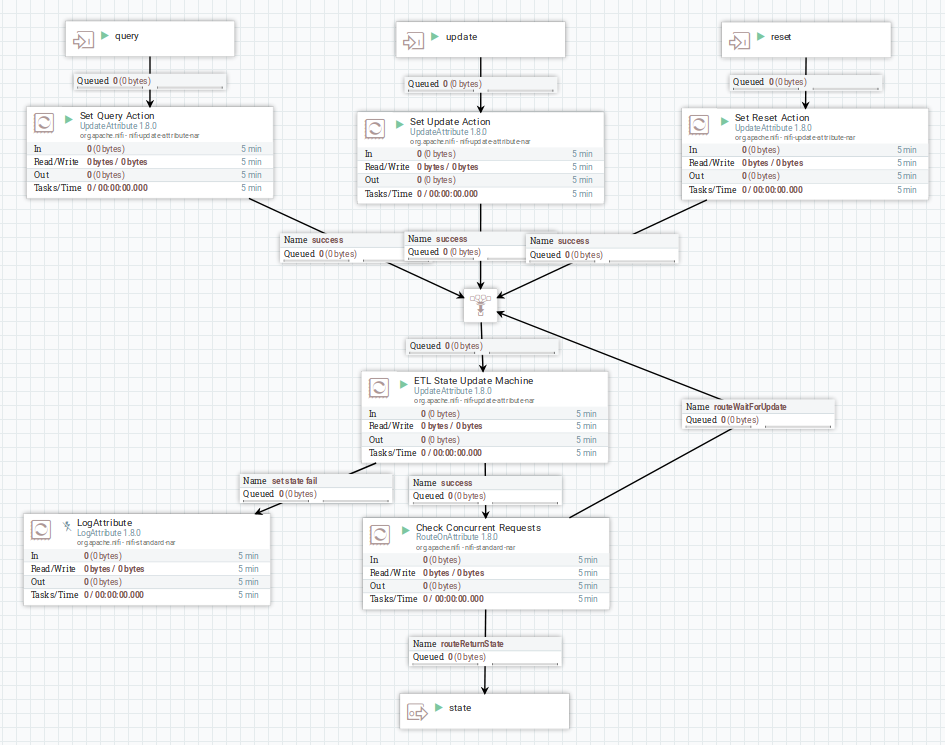 query
update
reset
Queued 0 (0 bytes)
Queued 0 (0 bytes)
Queued 0 (0 bytes)
Set Query Action
UpdateAttribute 1.8.0
org.apache.nifi - nifi-update-attribute-nar
In 0 (0 bytes) 5 min
Read/Write 0 bytes / 0 bytes 5 min
Out 0 (0 bytes) 5 min
Tasks/Time 0 / 00:00:00.000 5 min
Set Update Action
UpdateAttribute 1.8.0
org.apache.nifi - nifi-update-attribute-nar
In 0 (0 bytes) 5 min
Read/Write 0 bytes / 0 bytes 5 min
Out 0 (0 bytes) 5 min
Tasks/Time 0 / 00:00:00.000 5 min
Set Reset Action
UpdateAttribute 1.8.0
org.apache.nifi - nifi-update-attribute-nar
In 0 (0 bytes) 5 min
Read/Write 0 bytes / 0 bytes 5 min
Out 0 (0 bytes) 5 min
Tasks/Time 0 / 00:00:00.000 5 min
Name success
Queued 0 (0 bytes)
Name success
Queued 0 (0 bytes)
Name success
Queued 0 (0 bytes)
Queued 0 (0 bytes)
ETL State Update Machine
UpdateAttribute 1.8.0
org.apache.nifi - nifi-update-attribute-nar
In 0 (0 bytes) 5 min
Read/Write 0 bytes / 0 bytes 5 min
Out 0 (0 bytes) 5 min
Tasks/Time 0 / 00:00:00.000 5 min
Name routeWaitForUpdate
Queued 0 (0 bytes)
Name set state fail
Queued 0 (0 bytes)
Name success
Queued 0 (0 bytes)
LogAttribute
LogAttribute 1.8.0
org.apache.nifi - nifi-standard-nar
In 0 (0 bytes) 5 min
Read/Write 0 bytes / 0 bytes 5 min
Out 0 (0 bytes) 5 min
Tasks/Time 0 / 00:00:00.000 5 min
Check Concurrent Requests
RouteOnAttribute 1.8.0
org.apache.nifi - nifi-standard-nar
In 0 (0 bytes) 5 min
Read/Write 0 bytes / 0 bytes 5 min
Out 0 (0 bytes) 5 min
Tasks/Time 0 / 00:00:00.000 5 min
Name routeReturnState
Queued 0 (0 bytes)
state